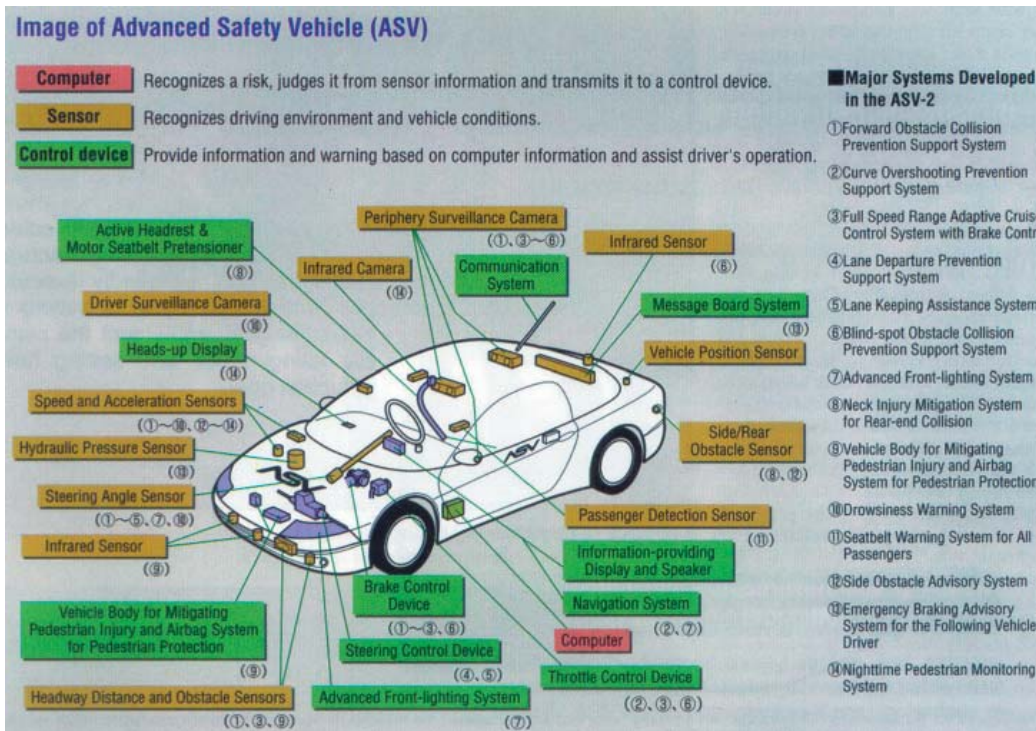 Image of Advanced Safety Vehicle (ASV)
Computer Recognizes a risk, judges it from sensor information and transmits it to a control device.
Sensor Recognizes driving environment and vehicle conditions.
Control device Provide information and warning based on computer information and assist driver's operation.
Active Headrest &
Motor Seatbelt Pretensioner
(⑧)
Periphery Surveillance Camera
(①、③～⑥)
Infrared Sensor
(⑥)
Infrared Camera
(⑭)
Communication
System
Driver Surveillance Camera
(⑩)
Message Board System
(⑬)
Heads-up Display
(⑭)
Vehicle Position Sensor
Speed and Acceleration Sensors
(①～⑩、⑫～⑭)
Side/Rear
Obstacle Sensor
(⑧、⑫)
Hydraulic Pressure Sensor
(⑬)
ASV
Steering Angle Sensor
(①～⑤、⑦、⑩)
Passenger Detection Sensor
(⑪)
Infrared Sensor
(⑨)
Information-providing
Display and Speaker
Brake Control
Device
(①～③、⑥)
Vehicle Body for Mitigating
Pedestrian Injury and Airbag System
for Pedestrian Protection
(⑨)
Navigation System
(②、⑦)
Computer
Steering Control Device
(④、⑤)
Throttle Control Device
(②、③、⑥)
Headway Distance and Obstacle Sensors
(①、③、⑨)
Advanced Front-lighting System
(⑦)
■Major Systems Developed
in the ASV-2
①Forward Obstacle Collision
Prevention Support System
②Curve Overshooting Prevention
Support System
③Full Speed Range Adaptive Cruise
Control System with Brake Contr
④Lane Departure Prevention
Support System
⑤Lane Keeping Assistance System
⑥Blind-spot Obstacle Collision
Prevention Support System
⑦Advanced Front-lighting System
⑧Neck Injury Mitigation System
for Rear-end Collision
⑨Vehicle Body for Mitigating
Pedestrian Injury and Airbag
System for Pedestrian Protection
⑩Drowsiness Warning System
⑪Seatbelt Warning System for All
Passengers
⑫Side Obstacle Advisory System
⑬Emergency Braking Advisory
System for the Following Vehicle
Driver
⑭Nighttime Pedestrian Monitoring
System